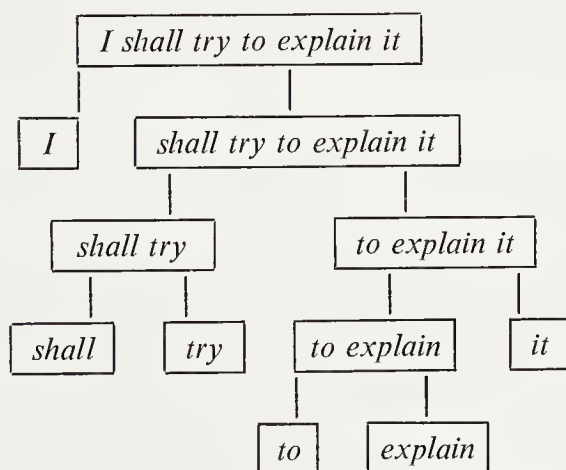 I shall try to explain it
I
shall try to explain it
shall try
to explain it
shall
try
to explain
it
to
explain